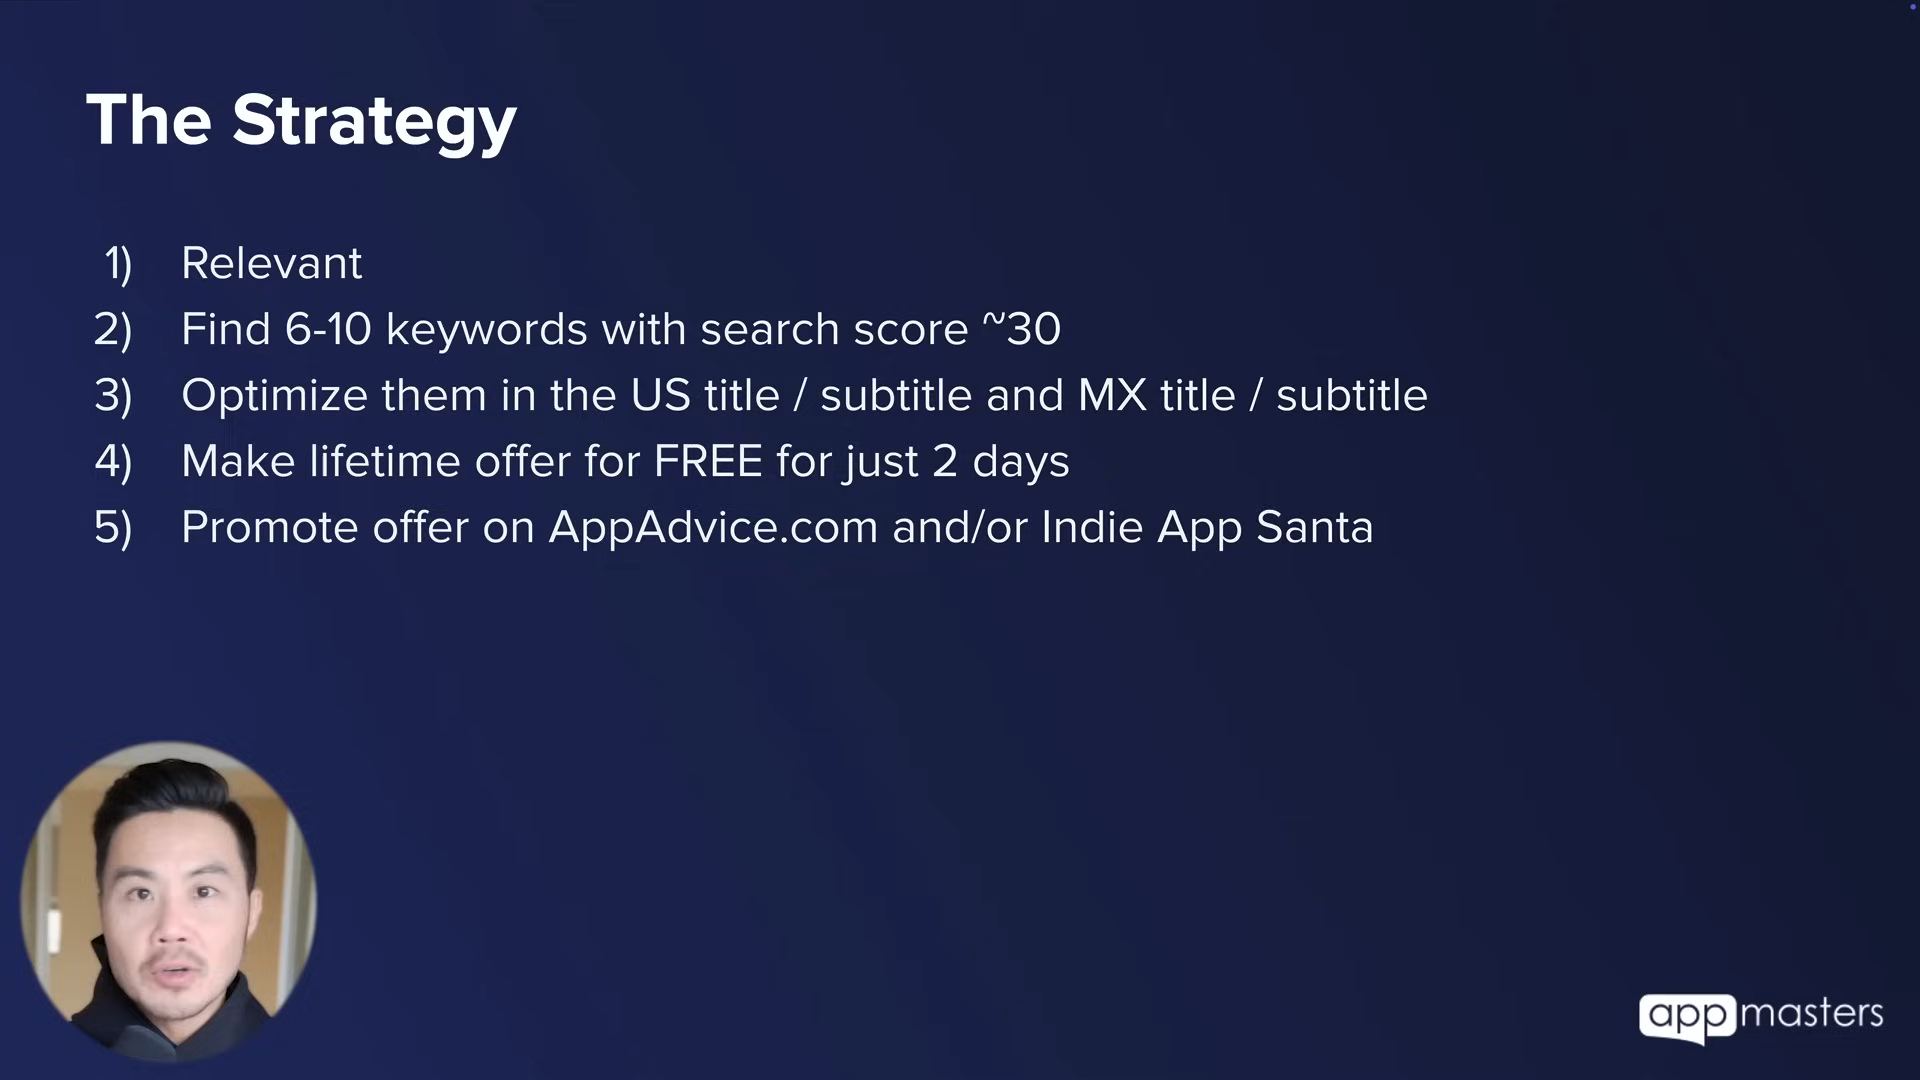 The Strategy
1) Relevant
2) Find 6-10 keywords with search score ~30
3) Optimize them in the US title / subtitle and MX title / subtitle
4) Make lifetime offer for FREE for just 2 days
5) Promote offer on AppAdvice.com and/or Indie App Santa
appmasters